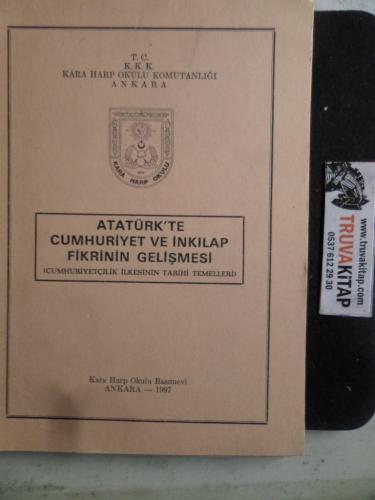 T. C.
K. K. K.
KARA HARP OKULU KOMUTANLIĞI
ANKARA
KARA HARP OKULU
ATATÜRK'TE
CUMHURİYET VE İNKILAP
FİKRİNİN GELİŞMESİ
(CUMHURİYETÇİLİK İLKESİNİN TARİHİ TEMELLERİ)
Kara Harp Okulu Basımevi
ANKARA — 1997
www.truvakitap.com
TRUVAKİTAP
0537 612 29 30